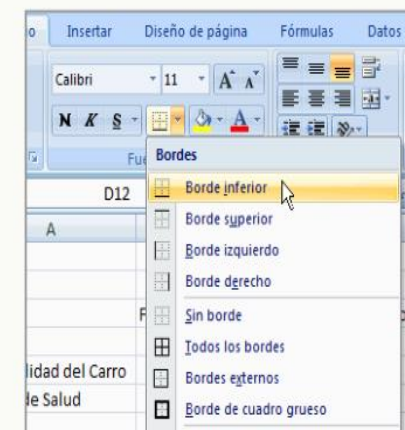 o Insertar Diseño de página Fórmulas Datos
Calibri 11 A A
N K S A
Fue
Bordes
D12
Borde inferior
A
Borde superior
Borde izquierdo
Borde derecho
F Sin borde
Todos los bordes
lidad del Carro
Bordes externos
de Salud
Borde de cuadro grueso